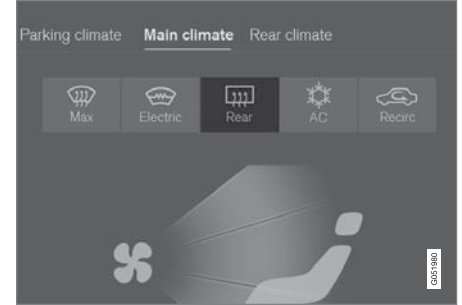 Parking climate Main climate Rear climate
Max Electric Rear AC Recirc
G051980